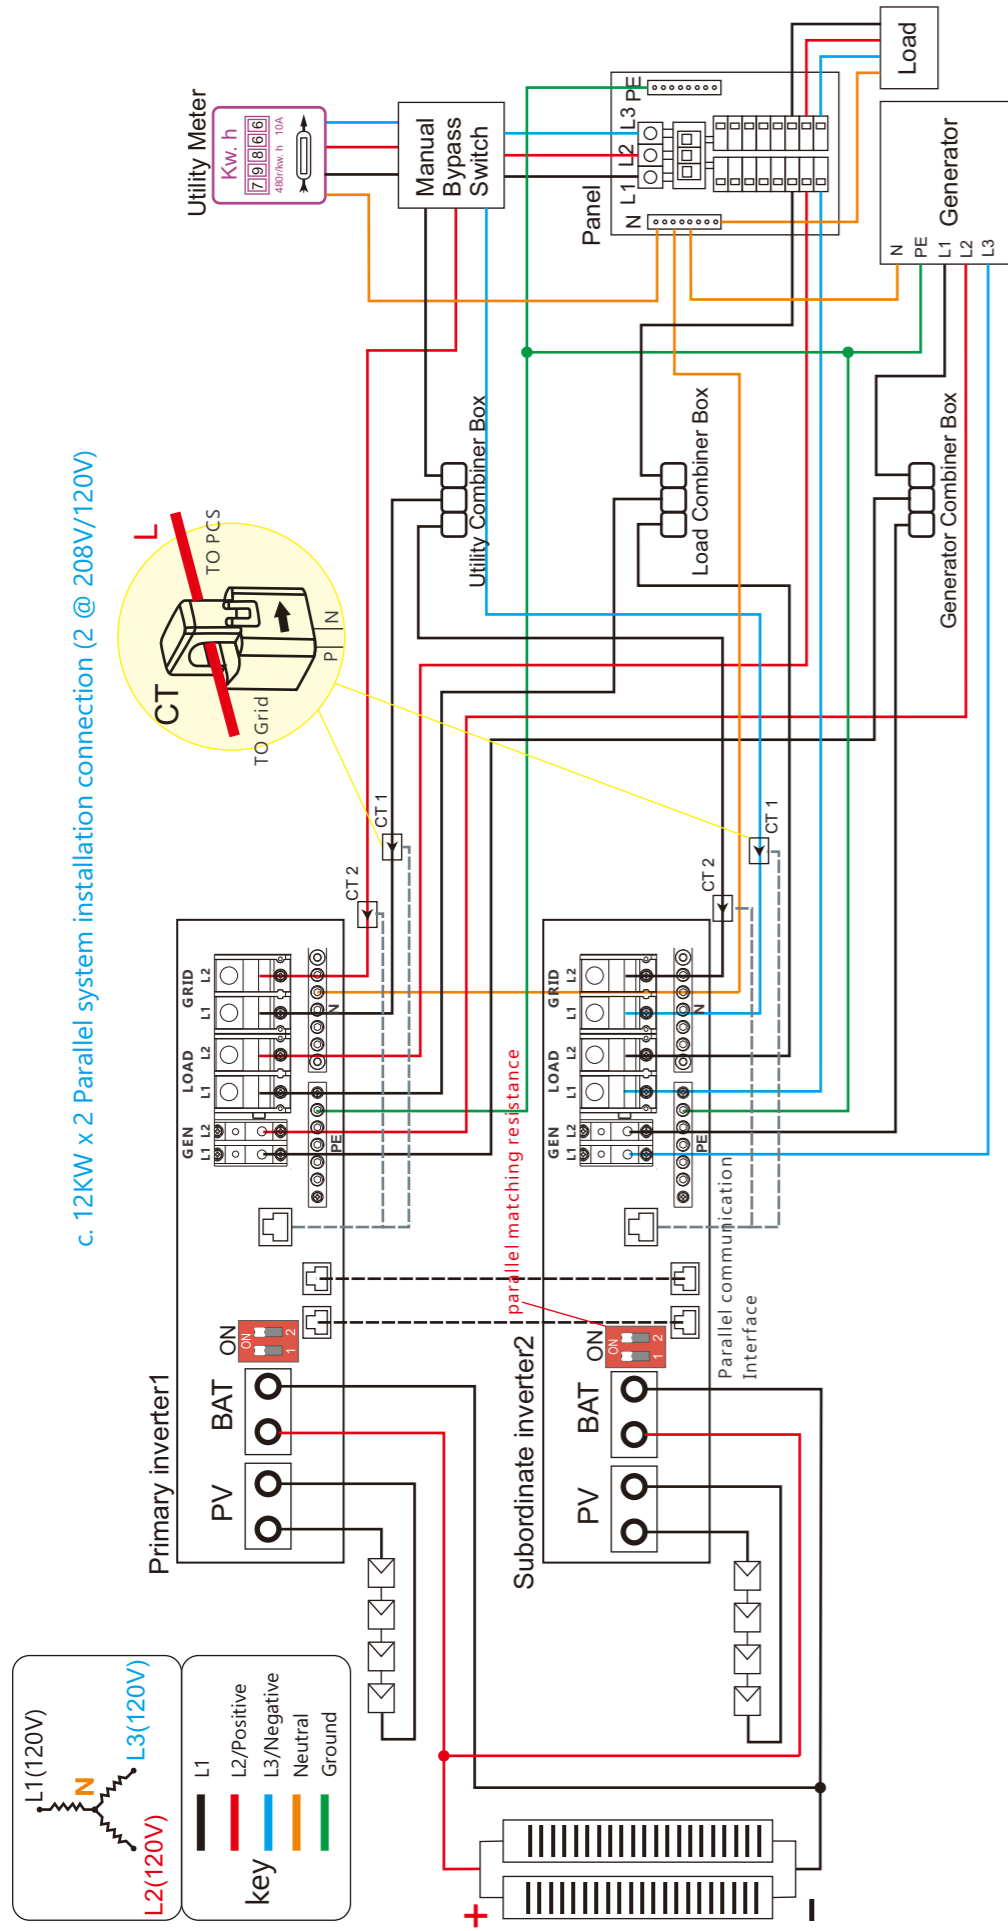 c. 12KW x 2 Parallel system installation connection (2 @ 208V/120V)
L1(120V)
N
L2(120V)
L3(120V)
key
L1
L2/Positive
L3/Negative
Neutral
Ground
+
Primary inverter1
PV
BAT
ON
ON
1 2
GEN
LOAD
GRID
L1
L2
L1
L2
L1
L2
PE
N
CT 2
CT 1
CT
L
TO PCS
TO Grid
P
N
Subordinate inverter2
PV
BAT
ON
ON
1 2
parallel matching resistance
Parallel communication
Interface
GEN
LOAD
GRID
L1
L2
L1
L2
L1
L2
PE
N
CT 2
CT 1
Utility Combiner Box
Load Combiner Box
Generator Combiner Box
Utility Meter
Kw. h
7 9 8 6 6
480r/kw. h 10A
Manual
Bypass
Switch
Panel
N
L1
L2
L3
PE
Load
Generator
N
PE
L1
L2
L3